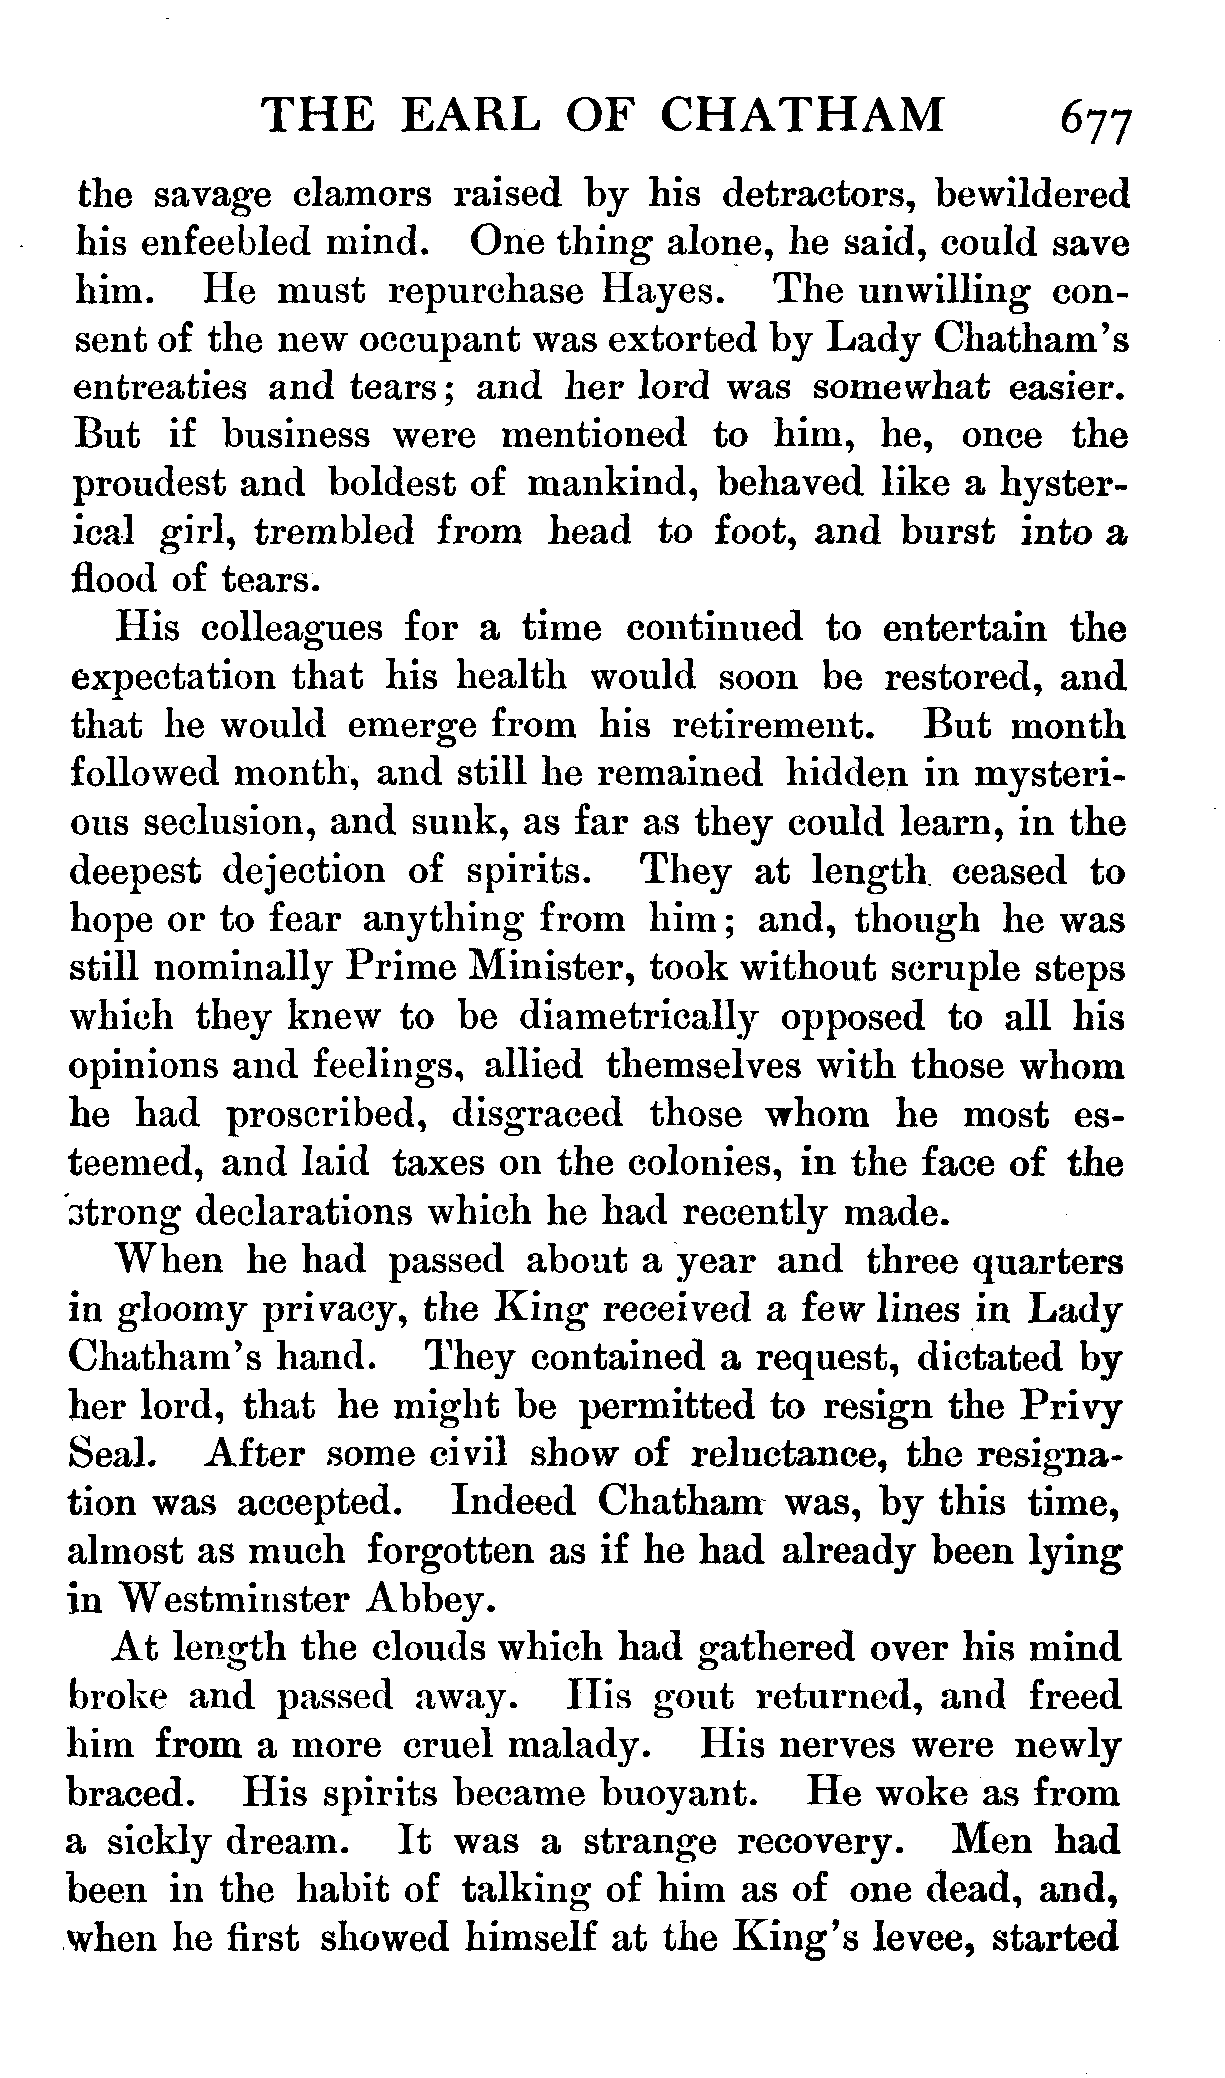 THE EARL OF CHATHAM 677
the savage clamors raised by his detractors, bewildered
his enfeebled mind. One thing alone, he said, could save
him. He must repurchase Hayes. The unwilling con-
sent of the new occupant was extorted by Lady Chatham's
entreaties and tears; and her lord was somewhat easier.
But if business were mentioned to him, he, once the
proudest and boldest of mankind, behaved like a hyster-
ical girl, trembled from head to foot, and burst into a
flood of tears.
His colleagues for a time continued to entertain the
expectation that his health would soon be restored, and
that he would emerge from his retirement. But month
followed month, and still he remained hidden in mysteri-
ous seclusion, and sunk, as far as they could learn, in the
deepest dejection of spirits. They at length ceased to
hope or to fear anything from him; and, though he was
still nominally Prime Minister, took without scruple steps
which they knew to be diametrically opposed to all his
opinions and feelings, allied themselves with those whom
he had proscribed, disgraced those whom he most es-
teemed, and laid taxes on the colonies, in the face of the
strong declarations which he had recently made.
When he had passed about a year and three quarters
in gloomy privacy, the King received a few lines in Lady
Chatham's hand. They contained a request, dictated by
her lord, that he might be permitted to resign the Privy
Seal. After some civil show of reluctance, the resigna-
tion was accepted. Indeed Chatham was, by this time,
almost as much forgotten as if he had already been lying
in Westminster Abbey.
At length the clouds which had gathered over his mind
broke and passed away. His gout returned, and freed
him from a more cruel malady. His nerves were newly
braced. His spirits became buoyant. He woke as from
a sickly dream. It was a strange recovery. Men had
been in the habit of talking of him as of one dead, and,
when he first showed himself at the King's levee, started